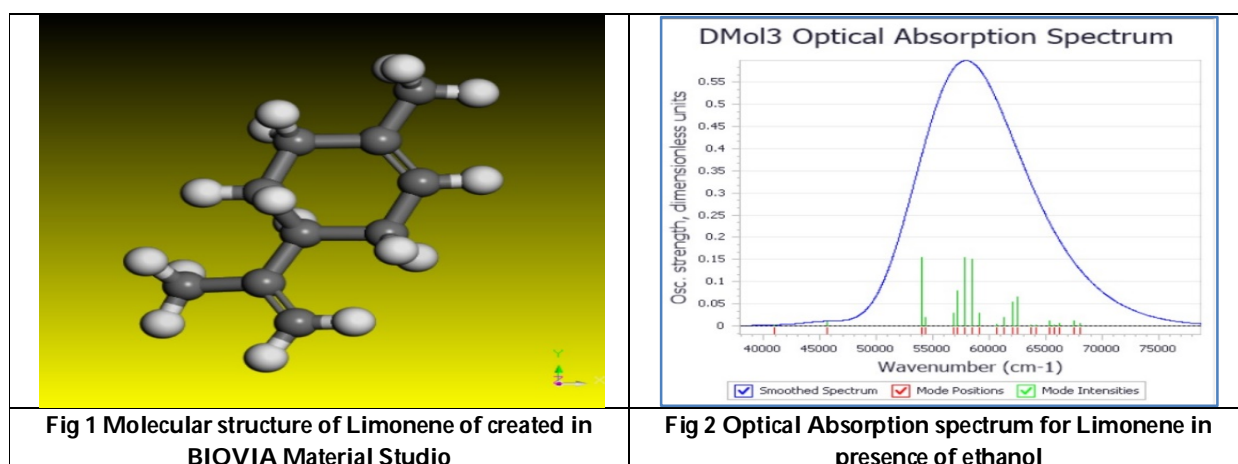 DMol3 Optical Absorption Spectrum
Osc. strength, dimensionless units
0.55
0.5
0.45
0.4
0.35
0.3
0.25
0.2
0.15
0.1
0.05
0
40000 45000 50000 55000 60000 65000 70000 75000
Wavenumber (cm-1)
Smoothed Spectrum Mode Positions Mode Intensities
Y
X
Fig 1 Molecular structure of Limonene of created in
BIOVIA Material Studio
Fig 2 Optical Absorption spectrum for Limonene in
presence of ethanol